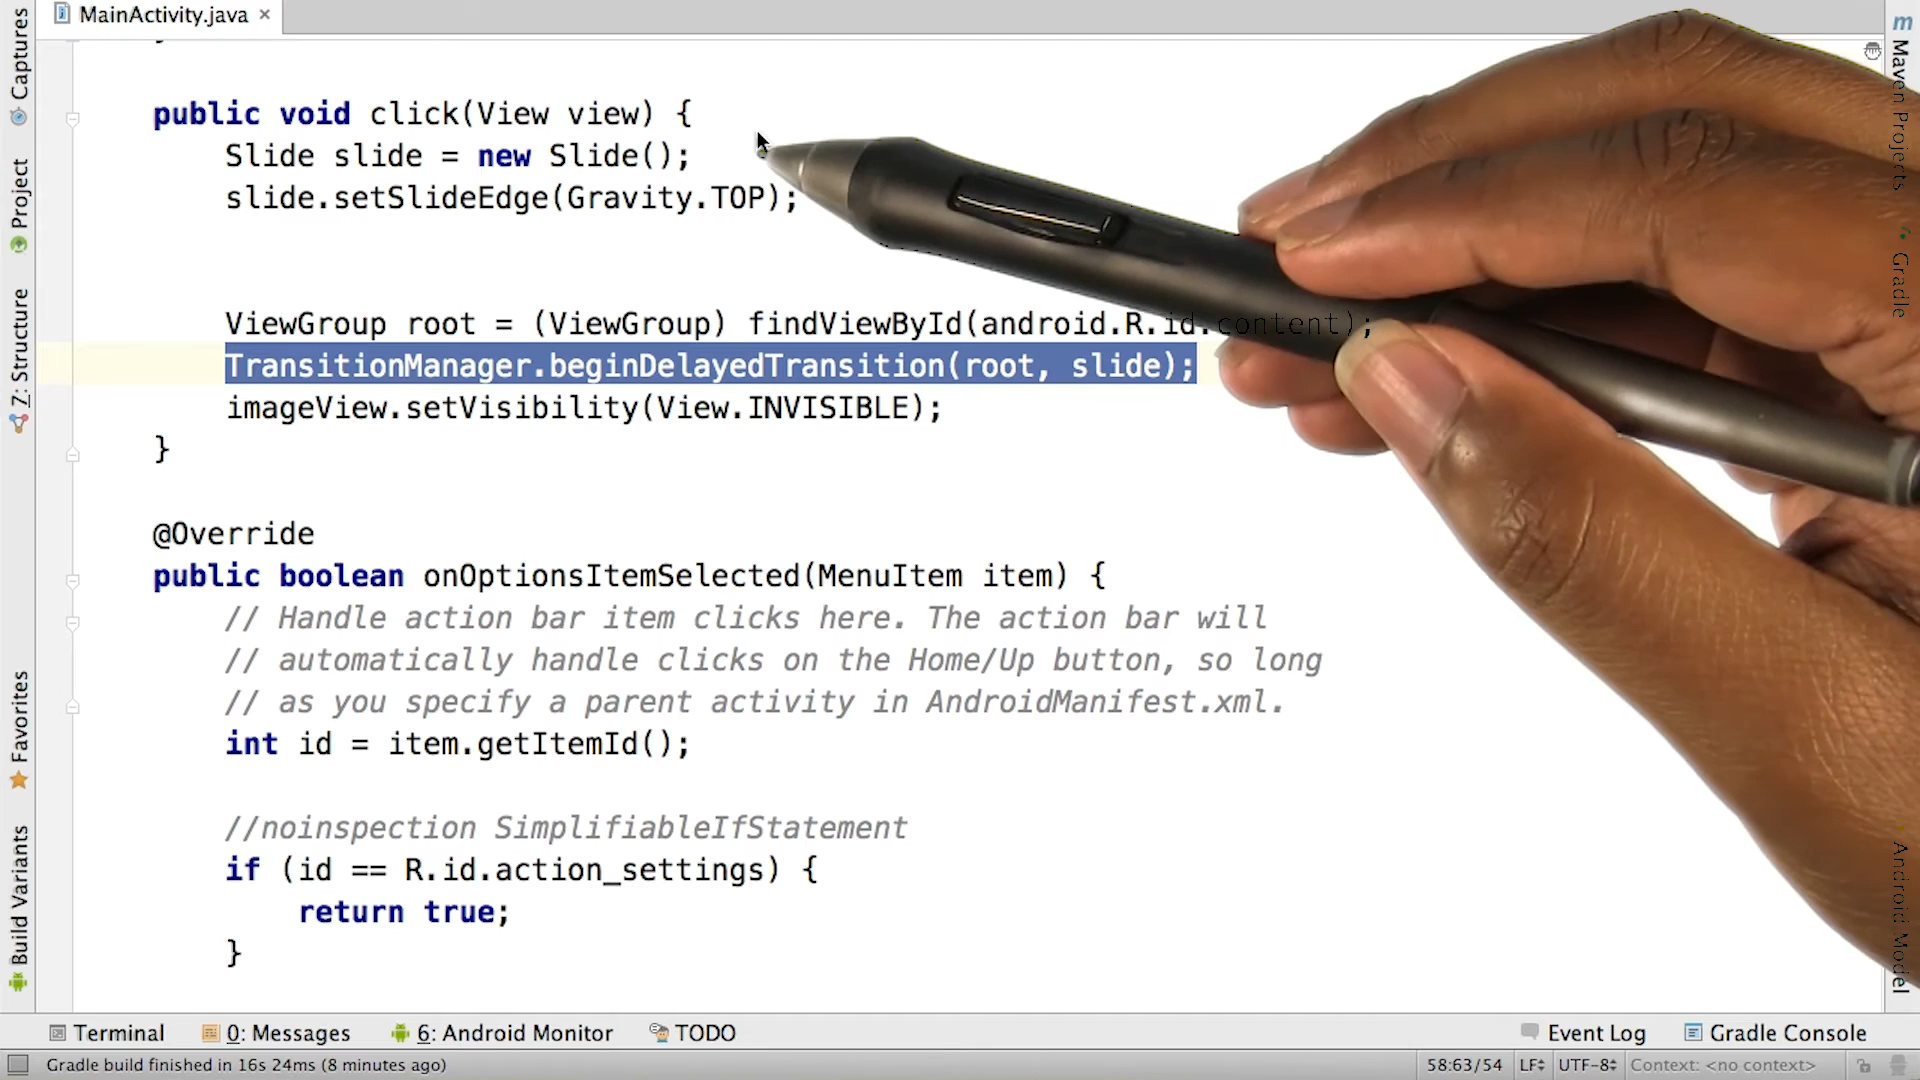 MainActivity.java
public void click(View view) {
Slide slide = new Slide();
slide.setSlideEdge(Gravity.TOP);
ViewGroup root = (ViewGroup) findViewById(android.R.id.content);
TransitionManager.beginDelayedTransition(root, slide);
imageView.setVisibility(View.INVISIBLE);
}
@Override
public boolean onOptionsItemSelected(MenuItem item) {
// Handle action bar item clicks here. The action bar will
// automatically handle clicks on the Home/Up button, so long
// as you specify a parent activity in AndroidManifest.xml.
int id = item.getItemId();
//noinspection SimplifiableIfStatement
if (id == R.id.action_settings) {
return true;
}
Captures
Project
Z: Structure
Favorites
Build Variants
m
Maven Projects
Gradle
Android Model
Terminal
0: Messages
6: Android Monitor
TODO
Event Log
Gradle Console
Gradle build finished in 16s 24ms (8 minutes ago)
58:63/54
LF
UTF-8
Context: <no context>